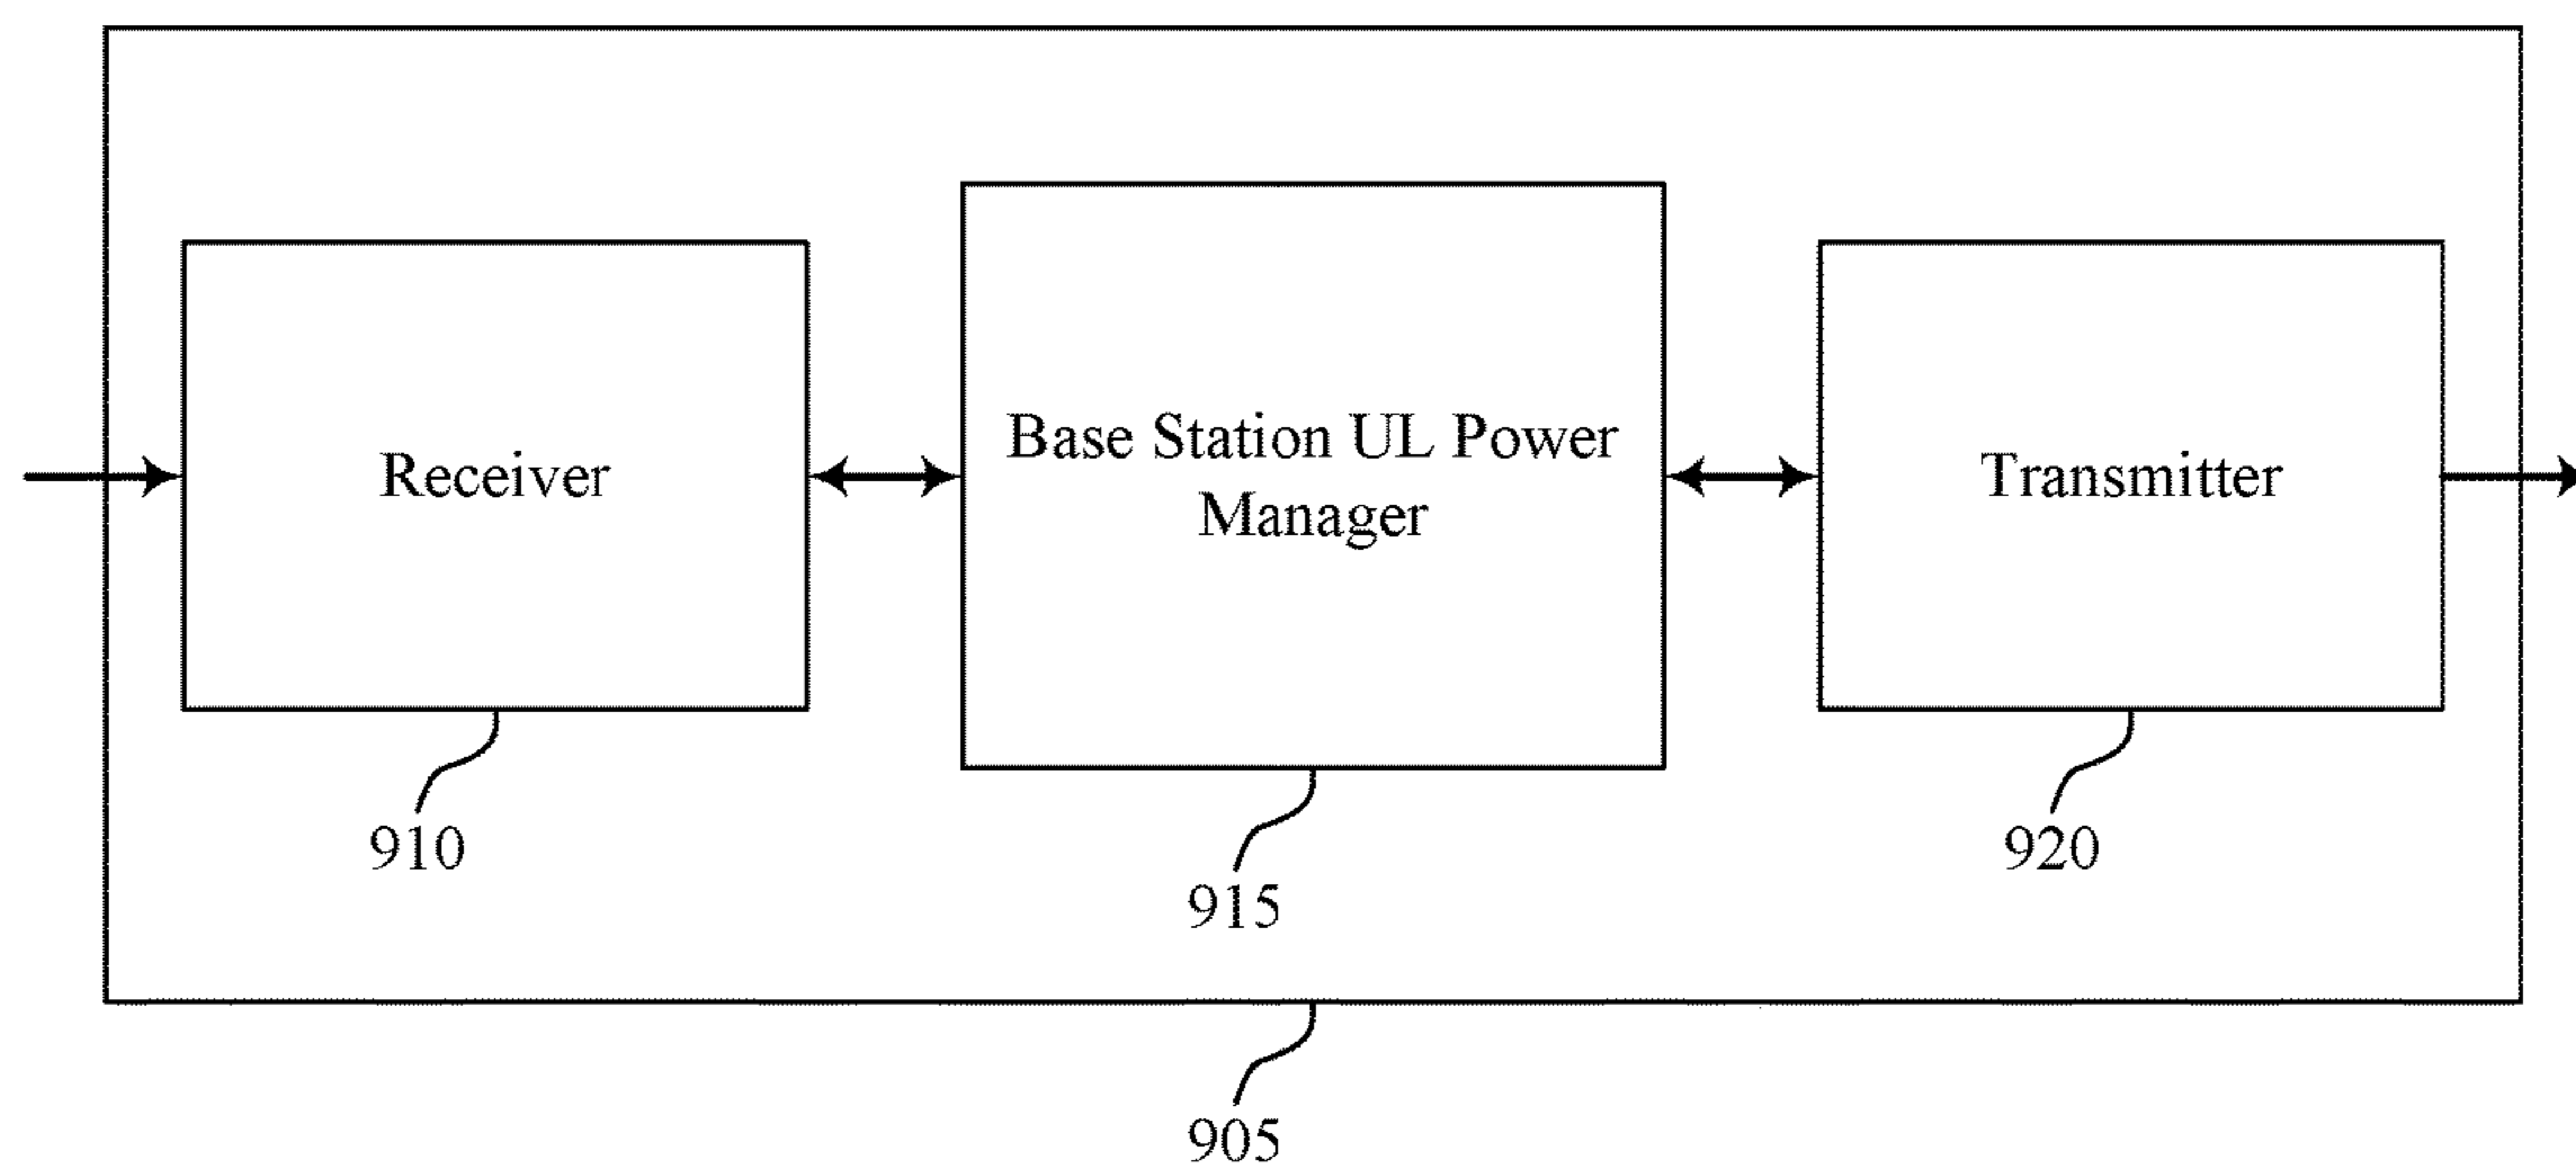 Receiver
Base Station UL Power
Manager
Transmitter
910
915
920
905